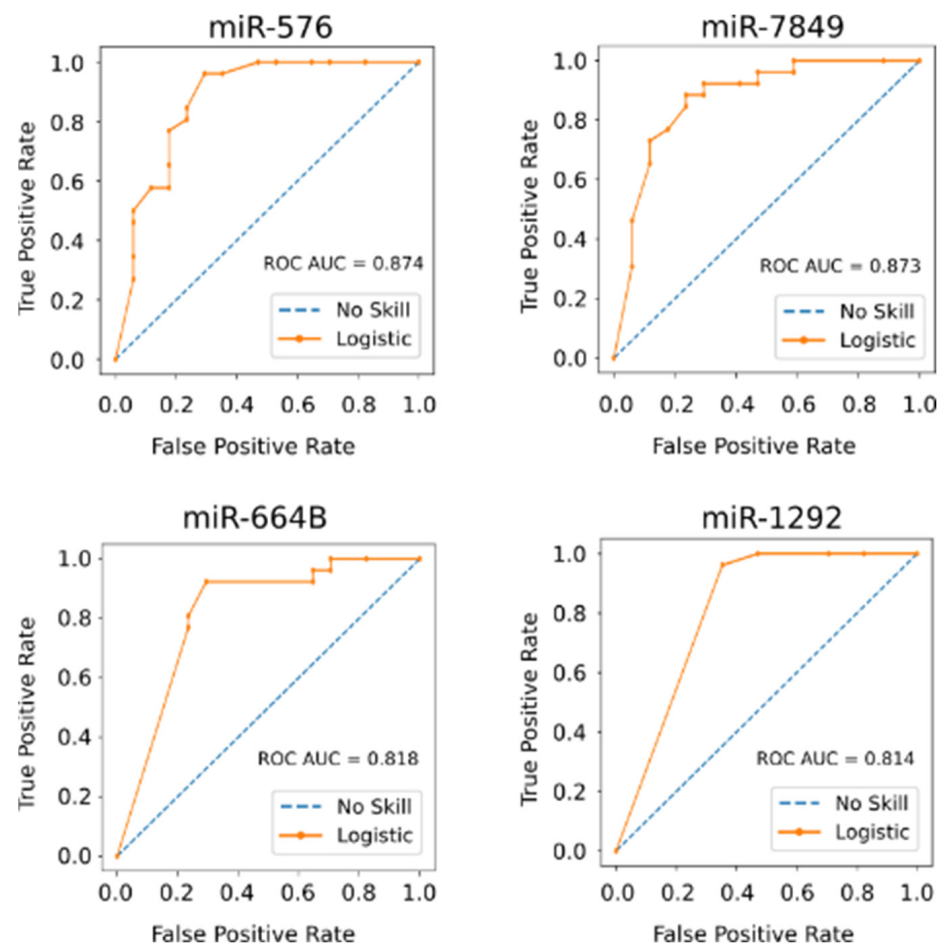 miR-576
1.0
0.8
0.6
0.4
0.2
0.0
True Positive Rate
ROC AUC = 0.874
No Skill
Logistic
0.0 0.2 0.4 0.6 0.8 1.0
False Positive Rate
miR-7849
1.0
0.8
0.6
0.4
0.2
0.0
True Positive Rate
ROC AUC = 0.873
No Skill
Logistic
0.0 0.2 0.4 0.6 0.8 1.0
False Positive Rate
miR-664B
1.0
0.8
0.6
0.4
0.2
0.0
True Positive Rate
ROC AUC = 0.818
No Skill
Logistic
0.0 0.2 0.4 0.6 0.8 1.0
False Positive Rate
miR-1292
1.0
0.8
0.6
0.4
0.2
0.0
True Positive Rate
ROC AUC = 0.814
No Skill
Logistic
0.0 0.2 0.4 0.6 0.8 1.0
False Positive Rate